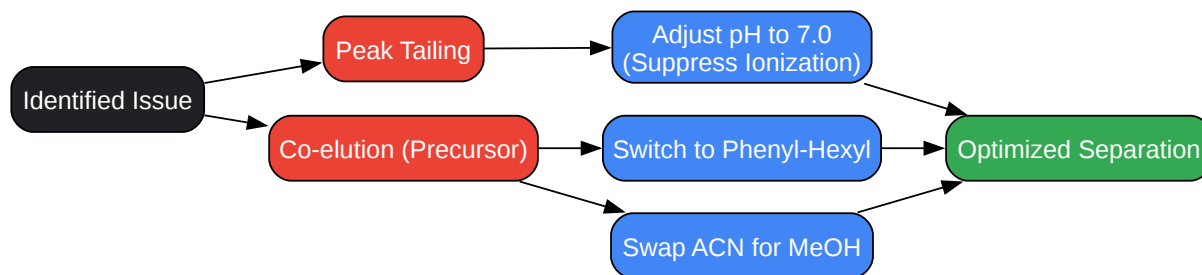 Identified Issue
Peak Tailing
Co-elution (Precursor)
Adjust pH to 7.0
(Suppress Ionization)
Switch to Phenyl-Hexyl
Swap ACN for MeOH
Optimized Separation